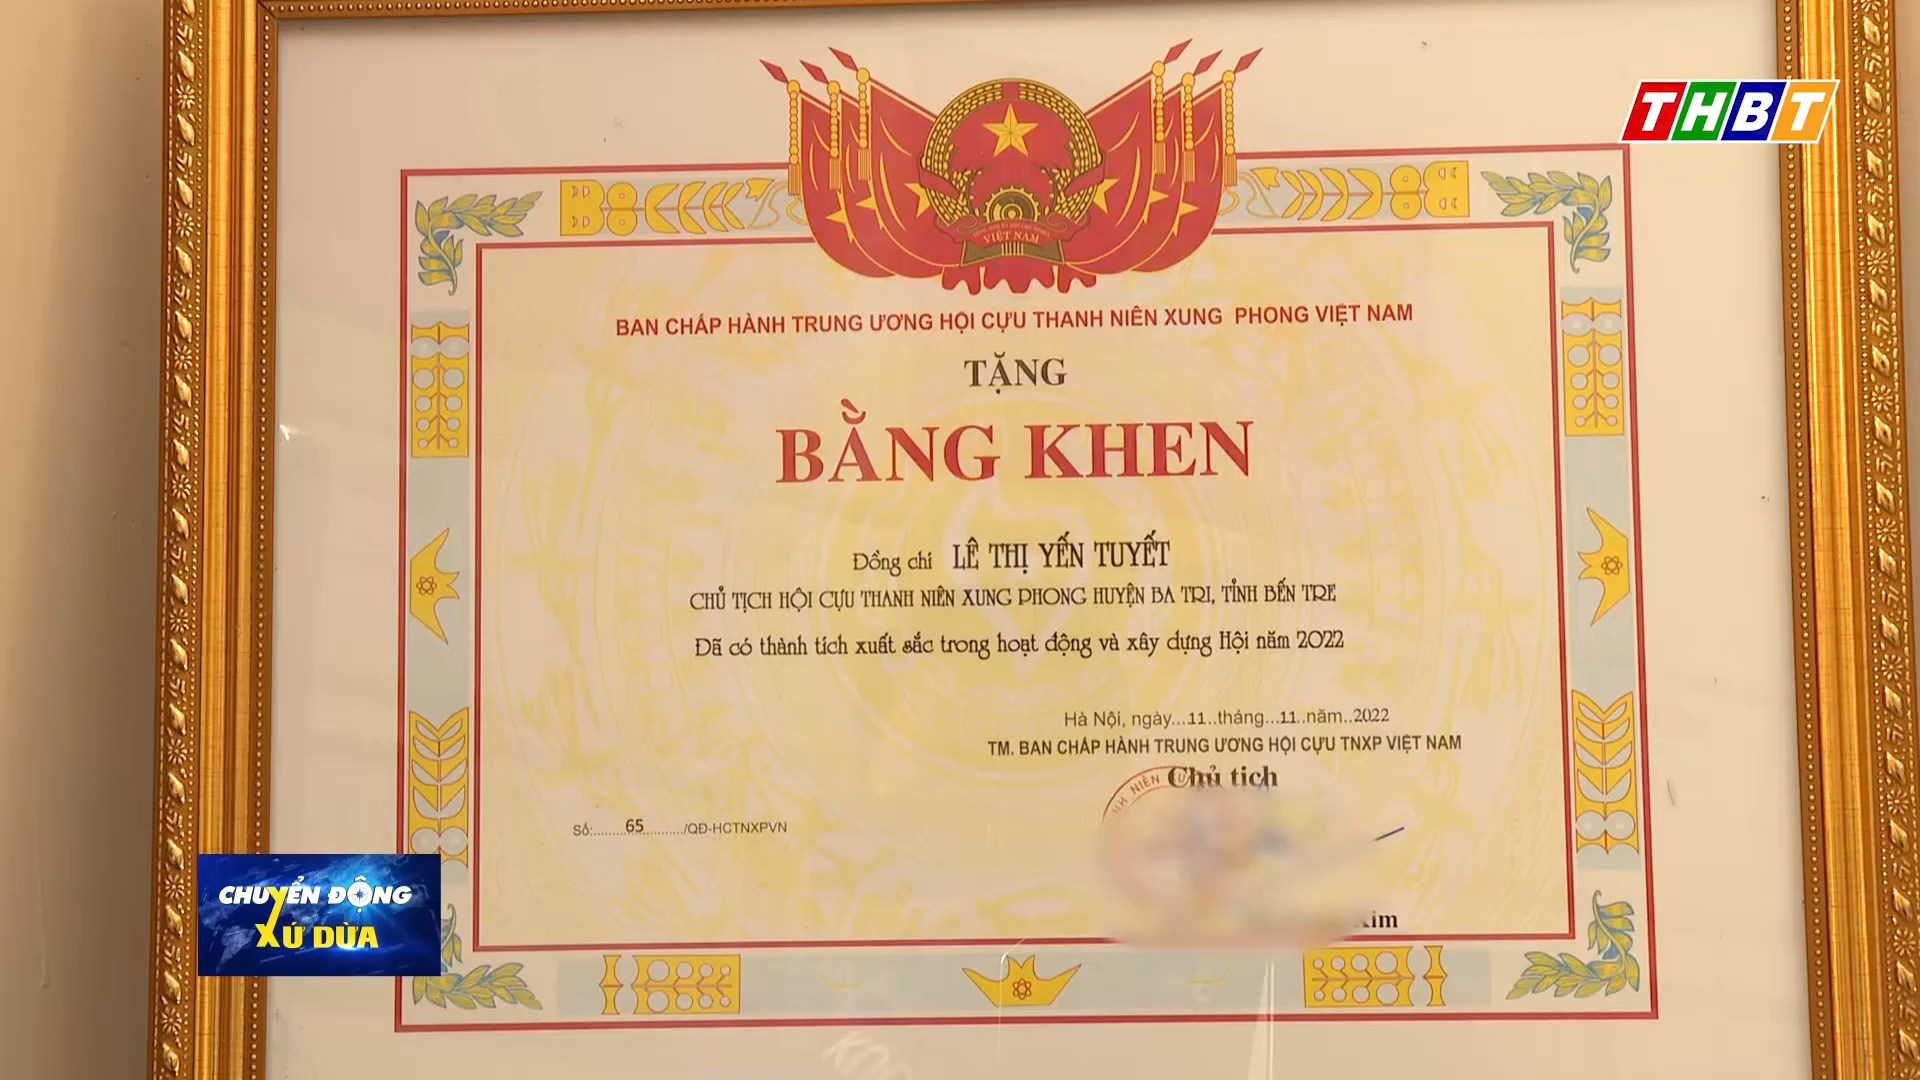 THBT
VIỆT NAM
BAN CHẤP HÀNH TRUNG ƯƠNG HỘI CỰU THANH NIÊN XUNG PHONG VIỆT NAM
TẶNG
BẰNG KHEN
Đồng chí LÊ THỊ YẾN TUYẾT
CHỦ TỊCH HỘI CỰU THANH NIÊN XUNG PHONG HUYỆN BA TRI, TỈNH BẾN TRE
Đã có thành tích xuất sắc trong hoạt động và xây dựng Hội năm 2022
Hà Nội, ngày...11..tháng...11..năm..2022
TM. BAN CHẤP HÀNH TRUNG ƯƠNG HỘI CỰU TNXP VIỆT NAM
Chủ tịch
NIÊN
Số:.........65........../QĐ-HCTNXPVN
CHUYỂN ĐỘNG
XỨ DỪA